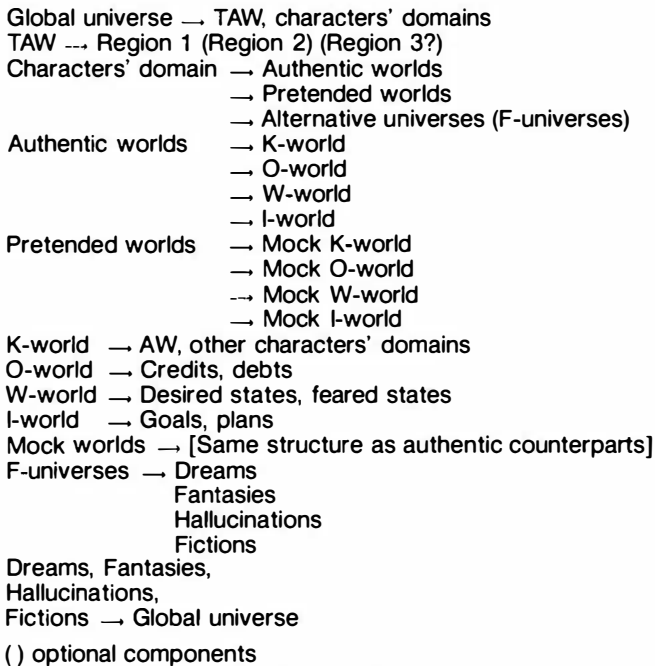 Global universe → TAW, characters' domains
TAW --→ Region 1 (Region 2) (Region 3?)
Characters' domain → Authentic worlds
→ Pretended worlds
→ Alternative universes (F-universes)
Authentic worlds → K-world
→ O-world
→ W-world
→ I-world
Pretended worlds → Mock K-world
→ Mock O-world
--→ Mock W-world
→ Mock I-world
K-world → AW, other characters' domains
O-world → Credits, debts
W-world → Desired states, feared states
I-world → Goals, plans
Mock worlds → [Same structure as authentic counterparts]
F-universes → Dreams
Fantasies
Hallucinations
Fictions
Dreams, Fantasies,
Hallucinations,
Fictions → Global universe
( ) optional components